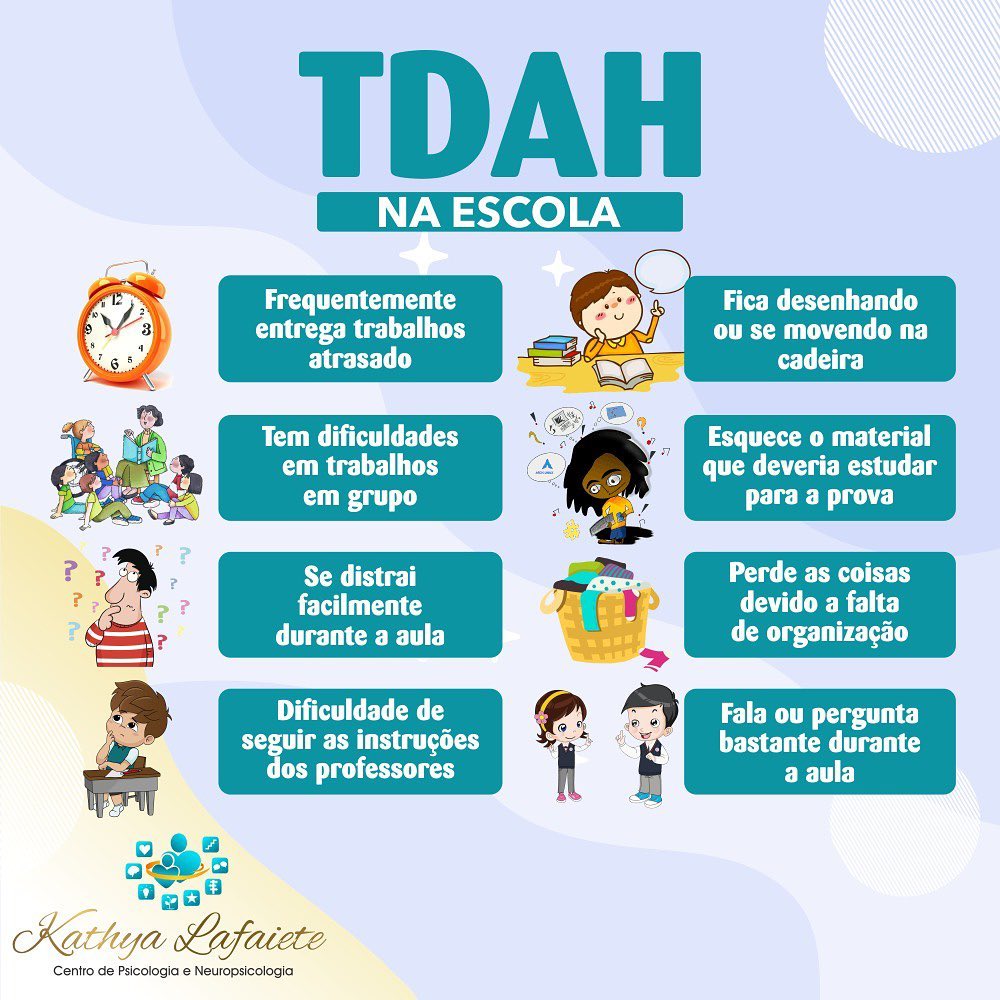 TDAH
NA ESCOLA
Frequentemente
entrega trabalhos
atrasado
Fica desenhando
ou se movendo na
cadeira
Tem dificuldades
em trabalhos
em grupo
Esquece o material
que deveria estudar
para a prova
Se distrai
facilmente
durante a aula
Perde as coisas
devido a falta
de organização
Dificuldade de
seguir as instruções
dos professores
Fala ou pergunta
bastante durante
a aula
Kathya Lafaiete
Centro de Psicologia e Neuropsicologia